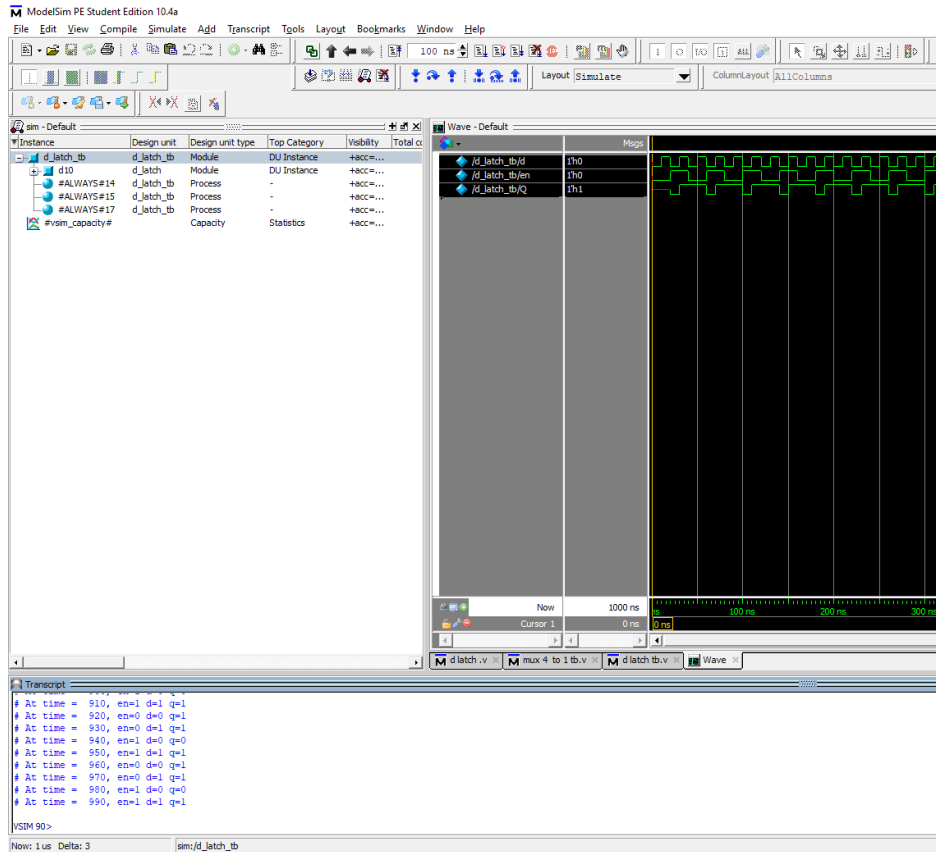 ModelSim PE Student Edition 10.4a
File Edit View Compile Simulate Add Transcript Tools Layout Bookmarks Window Help
100 ns
Layout Simulate
ColumnLayout AllColumns
sim - Default
Instance Design unit Design unit type Top Category Visibility Total co
d_latch_tb d_latch_tb Module DU Instance +acc=...
d10 d_latch Module DU Instance +acc=...
#ALWAYS#14 d_latch_tb Process - +acc=...
#ALWAYS#15 d_latch_tb Process - +acc=...
#ALWAYS#17 d_latch_tb Process - +acc=...
#vsim_capacity# Capacity Statistics +acc=...
Wave - Default
Msgs
/d_latch_tb/d 1'h0
/d_latch_tb/en 1'h0
/d_latch_tb/Q 1'h1
Now 1000 ns
ns 100 ns 200 ns 300 ns
Cursor 1 0 ns 0 ns
d latch .v mux 4 to 1 tb.v d latch tb.v Wave
Transcript
# At time = 910, en=1 d=1 q=1
# At time = 920, en=0 d=0 q=1
# At time = 930, en=0 d=1 q=1
# At time = 940, en=1 d=0 q=0
# At time = 950, en=1 d=1 q=1
# At time = 960, en=0 d=0 q=1
# At time = 970, en=0 d=1 q=1
# At time = 980, en=1 d=0 q=0
# At time = 990, en=1 d=1 q=1
VSIM 90>
Now: 1 us Delta: 3 sim:/d_latch_tb